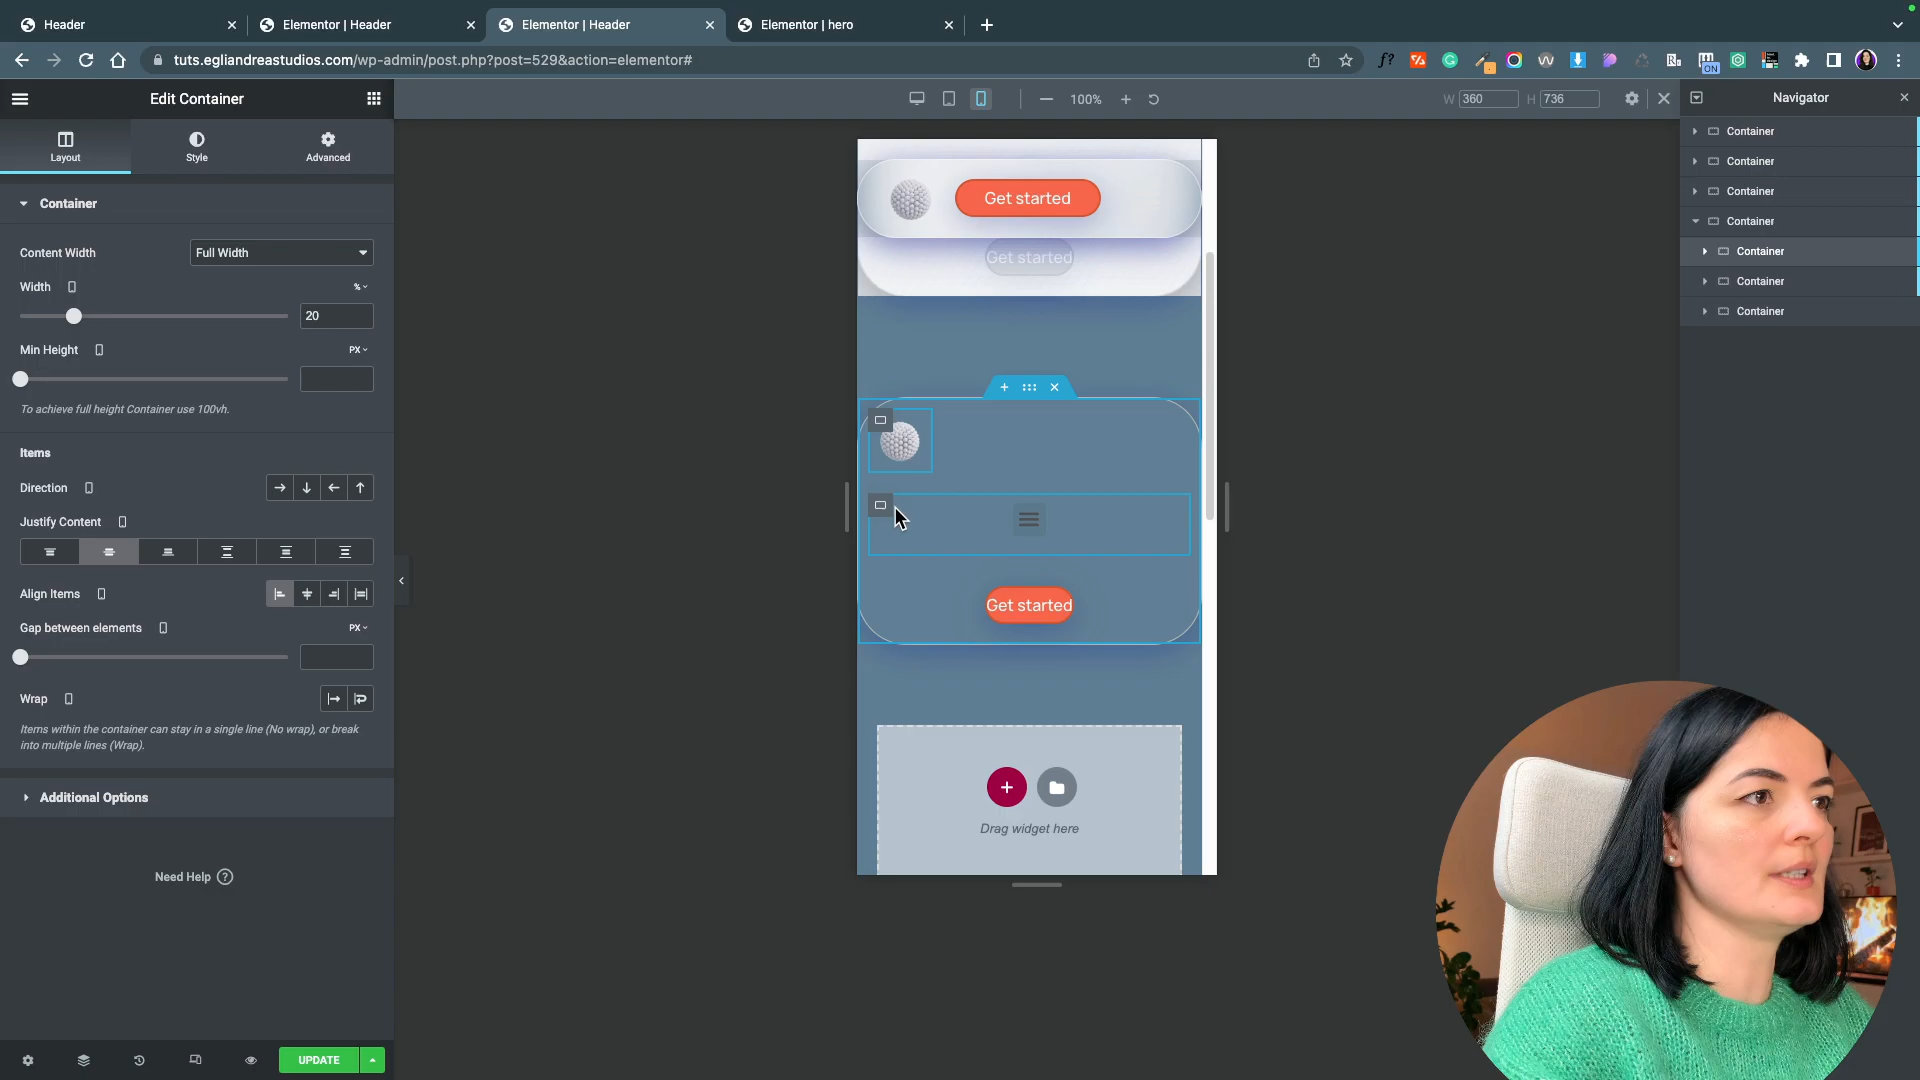 Header
Elementor | Header
Elementor | Header
Elementor | hero
tuts.egliandreastudios.com/wp-admin/post.php?post=529&action=elementor#
f?
ON
Edit Container
100%
W 360
H 736
Navigator
Layout
Style
Advanced
Container
Content Width
Full Width
Width
%
20
Min Height
PX
To achieve full height Container use 100vh.
Items
Direction
Justify Content
Align Items
Gap between elements
PX
Wrap
Items within the container can stay in a single line (No wrap), or break
into multiple lines (Wrap).
Additional Options
Need Help ?
UPDATE
Get started
Get started
Get started
Drag widget here
Container
Container
Container
Container
Container
Container
Container